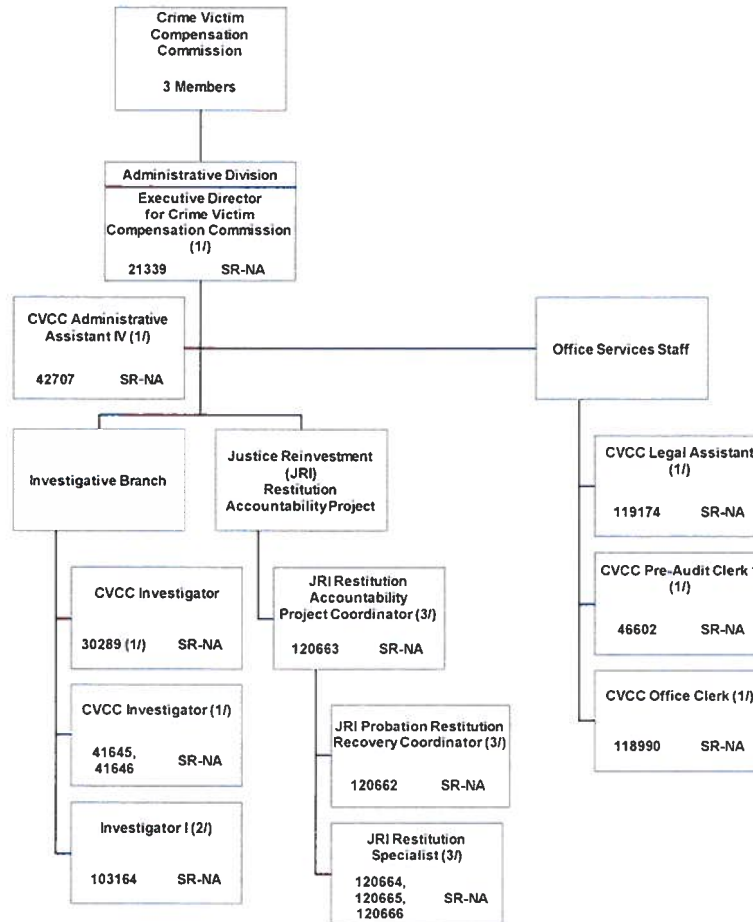 Crime Victim
Compensation
Commission
3 Members
Administrative Division
Executive Director
for Crime Victim
Compensation Commission
(1/)
21339 SR-NA
CVCC Administrative
Assistant IV (1/)
42707 SR-NA
Office Services Staff
Investigative Branch
Justice Reinvestment
(JRI)
Restitution
Accountability Project
CVCC Legal Assistant
(1/)
119174 SR-NA
CVCC Pre-Audit Clerk
(1/)
46602 SR-NA
CVCC Office Clerk (1/)
118990 SR-NA
CVCC Investigator
30289 (1/) SR-NA
CVCC Investigator (1/)
41645,
41646 SR-NA
Investigator I (2/)
103164 SR-NA
JRI Restitution
Accountability
Project Coordinator (3/)
120663 SR-NA
JRI Probation Restitution
Recovery Coordinator (3/)
120662 SR-NA
JRI Restitution
Specialist (3/)
120664,
120665, SR-NA
120666